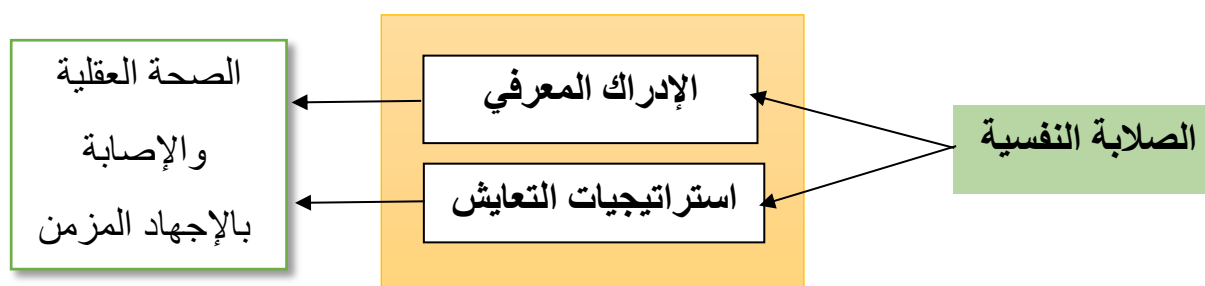 الصلابة النفسية
الإدراك المعرفي
استراتيجيات التعايش
الصحة العقلية
والإصابة
بالإجهاد المزمن